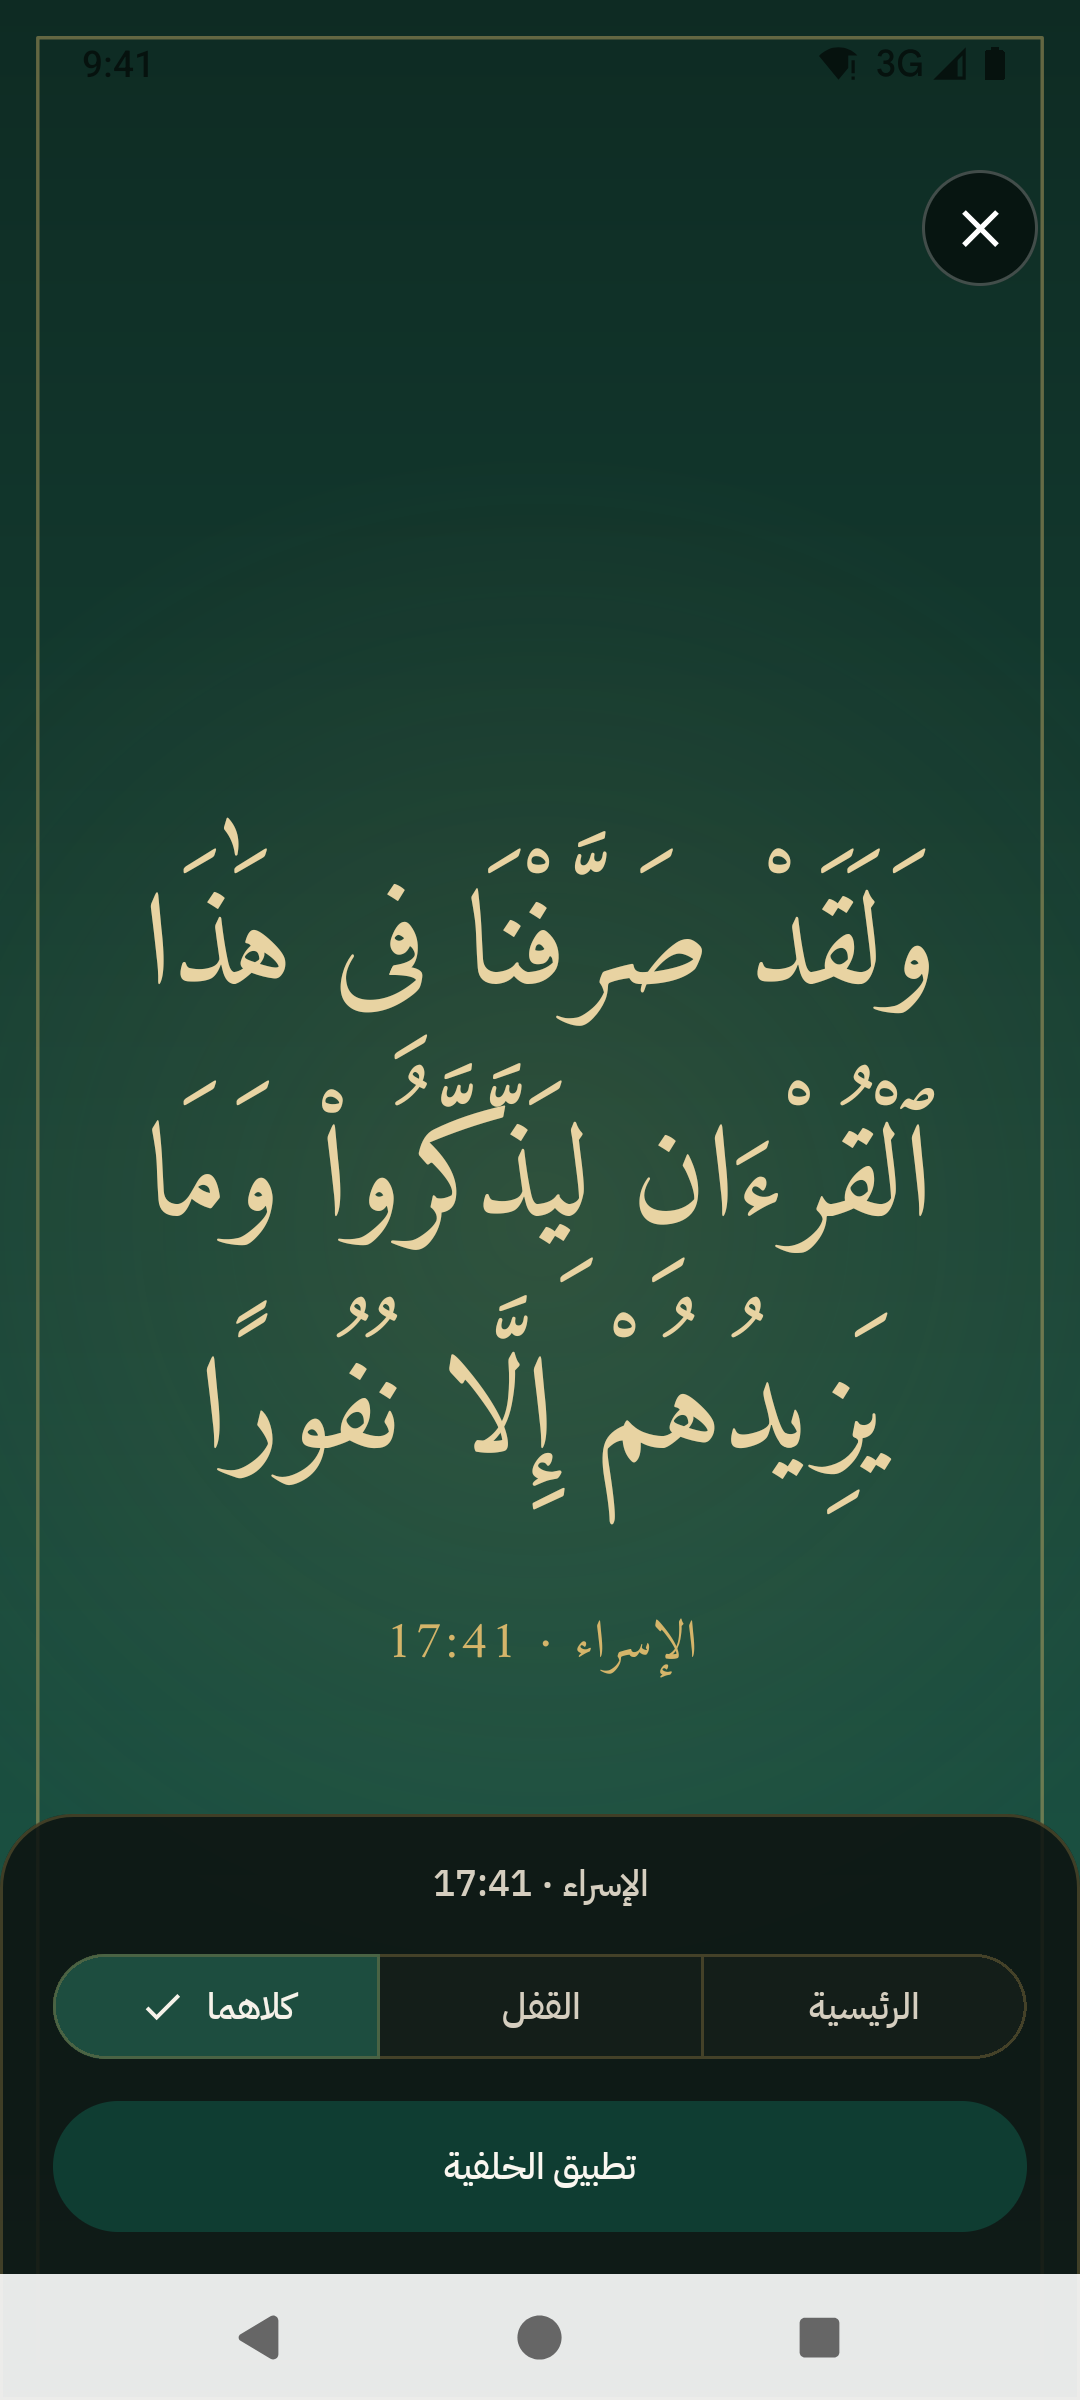 9:41
3G
وَلَقَدْ صَرَّفْنَا فِى هَٰذَا
ٱلْقُرْءَانِ لِيَذَّكَّرُوا۟ وَمَا
يَزِيدُهُمْ إِلَّا نُفُورًا
الإسراء · 17:41
الإسراء · 17:41
الرئيسية
القفل
كلاهما
تطبيق الخلفية